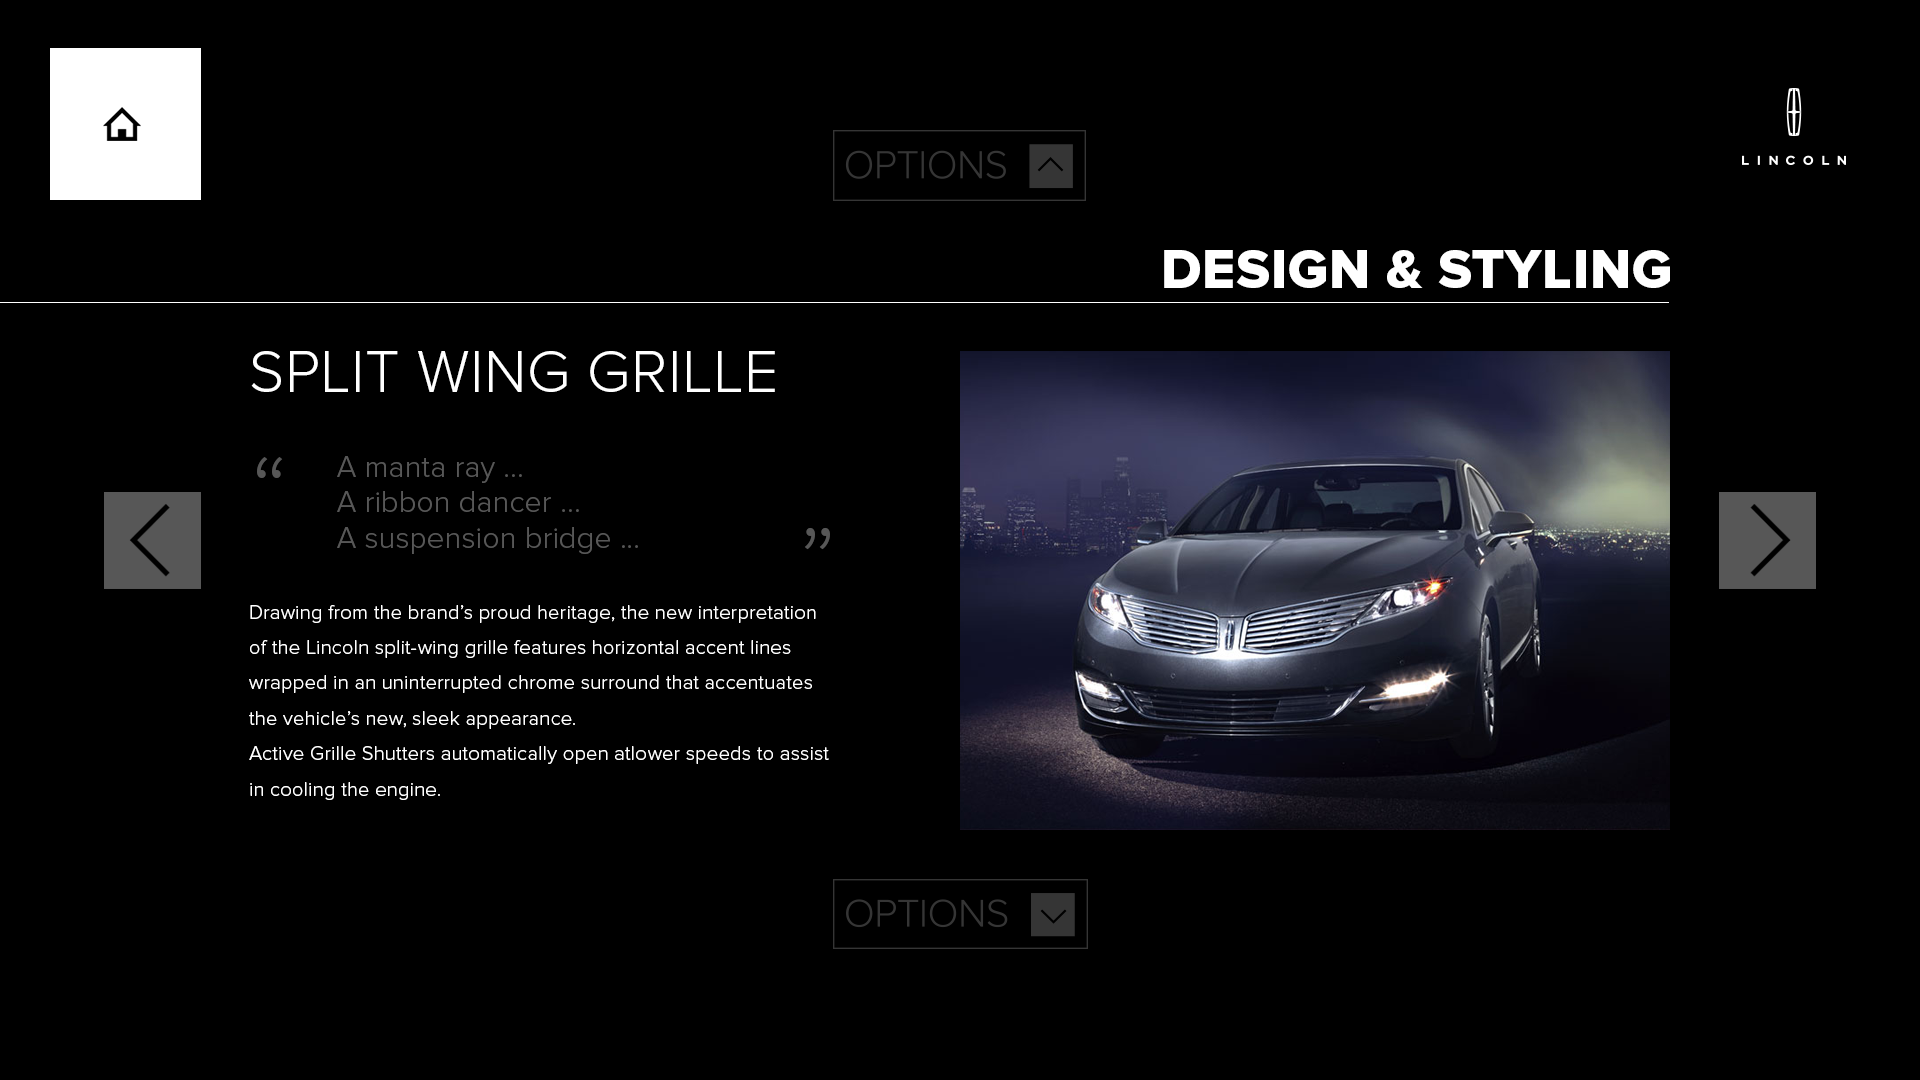 OPTIONS
LINCOLN
DESIGN & STYLING
SPLIT WING GRILLE
“ A manta ray ...
A ribbon dancer ...
A suspension bridge ... ”
Drawing from the brand’s proud heritage, the new interpretation
of the Lincoln split-wing grille features horizontal accent lines
wrapped in an uninterrupted chrome surround that accentuates
the vehicle’s new, sleek appearance.
Active Grille Shutters automatically open atlower speeds to assist
in cooling the engine.
OPTIONS